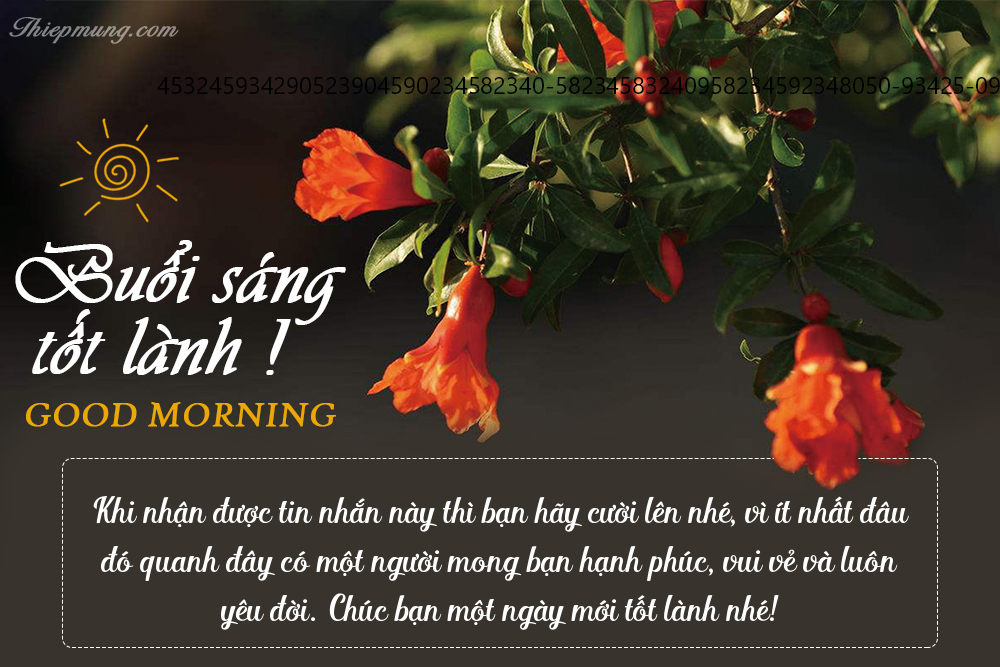 Thiepmung.com
453245934290523904590234582340-58234583240958234592348050-93425-09
Buổi sáng
tốt lành !
GOOD MORNING
Khi nhận được tin nhắn này thì bạn hãy cười lên nhé, vì ít nhất đâu
đó quanh đây có một người mong bạn hạnh phúc, vui vẻ và luôn
yêu đời. Chúc bạn một ngày mới tốt lành nhé!